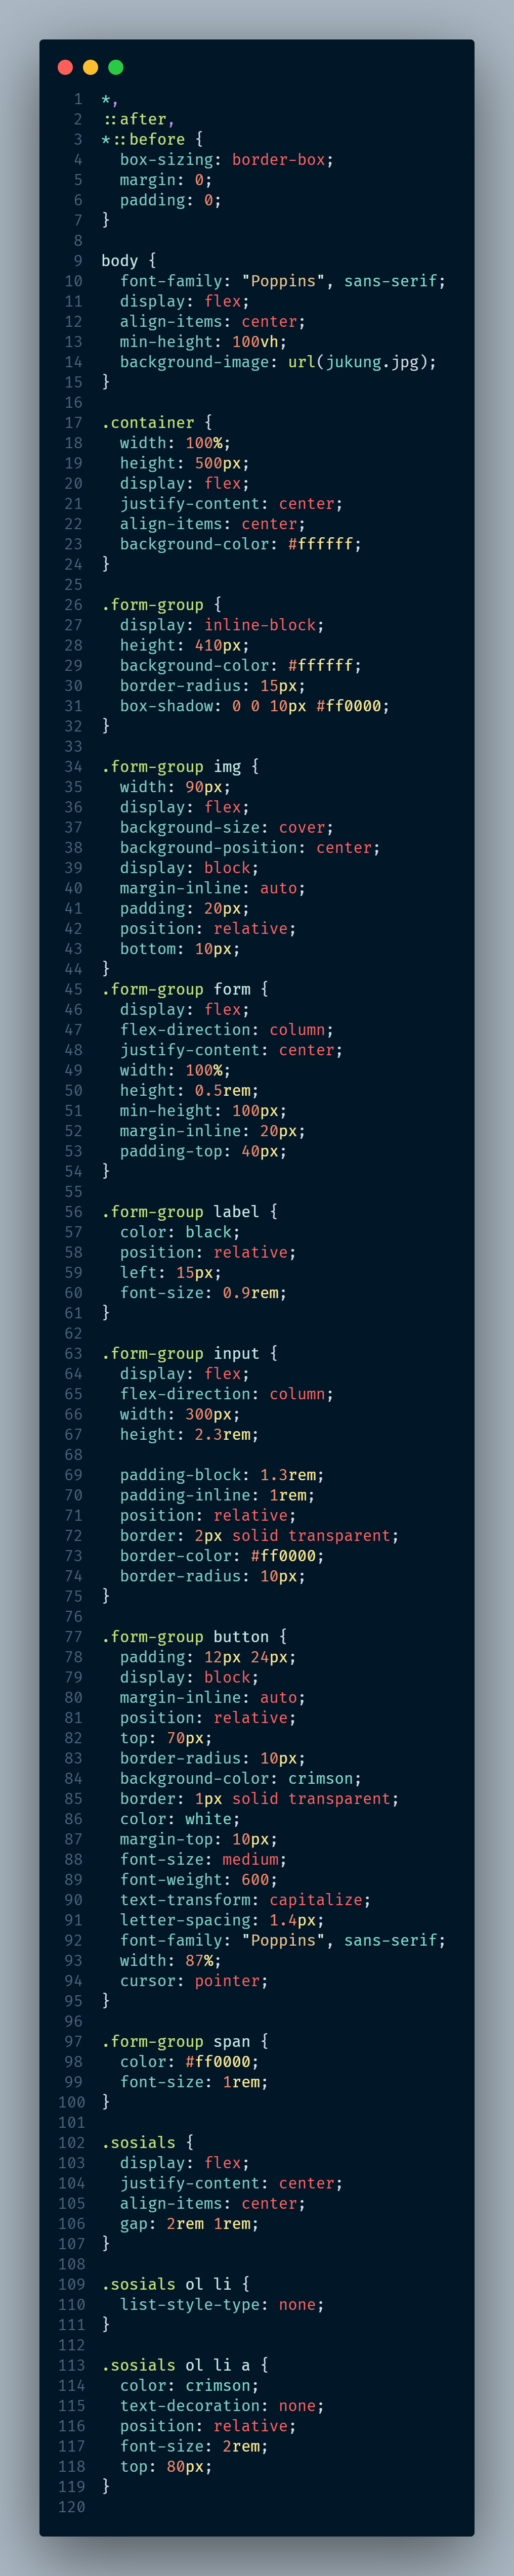 1 *,
2 ::after,
3 *::before {
4   box-sizing: border-box;
5   margin: 0;
6   padding: 0;
7 }
8
9 body {
10   font-family: "Poppins", sans-serif;
11   display: flex;
12   align-items: center;
13   min-height: 100vh;
14   background-image: url(jukung.jpg);
15 }
16
17 .container {
18   width: 100%;
19   height: 500px;
20   display: flex;
21   justify-content: center;
22   align-items: center;
23   background-color: #ffffff;
24 }
25
26 .form-group {
27   display: inline-block;
28   height: 410px;
29   background-color: #ffffff;
30   border-radius: 15px;
31   box-shadow: 0 0 10px #ff0000;
32 }
33
34 .form-group img {
35   width: 90px;
36   display: flex;
37   background-size: cover;
38   background-position: center;
39   display: block;
40   margin-inline: auto;
41   padding: 20px;
42   position: relative;
43   bottom: 10px;
44 }
45 .form-group form {
46   display: flex;
47   flex-direction: column;
48   justify-content: center;
49   width: 100%;
50   height: 0.5rem;
51   min-height: 100px;
52   margin-inline: 20px;
53   padding-top: 40px;
54 }
55
56 .form-group label {
57   color: black;
58   position: relative;
59   left: 15px;
60   font-size: 0.9rem;
61 }
62
63 .form-group input {
64   display: flex;
65   flex-direction: column;
66   width: 300px;
67   height: 2.3rem;
68
69   padding-block: 1.3rem;
70   padding-inline: 1rem;
71   position: relative;
72   border: 2px solid transparent;
73   border-color: #ff0000;
74   border-radius: 10px;
75 }
76
77 .form-group button {
78   padding: 12px 24px;
79   display: block;
80   margin-inline: auto;
81   position: relative;
82   top: 70px;
83   border-radius: 10px;
84   background-color: crimson;
85   border: 1px solid transparent;
86   color: white;
87   margin-top: 10px;
88   font-size: medium;
89   font-weight: 600;
90   text-transform: capitalize;
91   letter-spacing: 1.4px;
92   font-family: "Poppins", sans-serif;
93   width: 87%;
94   cursor: pointer;
95 }
96
97 .form-group span {
98   color: #ff0000;
99   font-size: 1rem;
100 }
101
102 .sosials {
103   display: flex;
104   justify-content: center;
105   align-items: center;
106   gap: 2rem 1rem;
107 }
108
109 .sosials ol li {
110   list-style-type: none;
111 }
112
113 .sosials ol li a {
114   color: crimson;
115   text-decoration: none;
116   position: relative;
117   font-size: 2rem;
118   top: 80px;
119 }
120